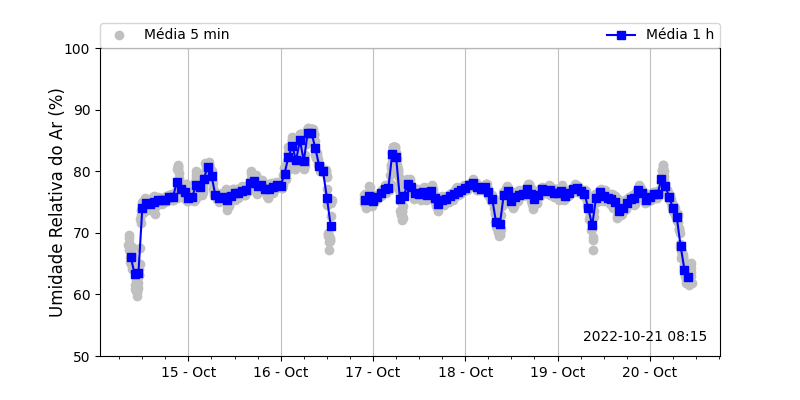 Média 5 min
Média 1 h
Umidade Relativa do Ar (%)
100
90
80
70
60
50
2022-10-21 08:15
15 - Oct
16 - Oct
17 - Oct
18 - Oct
19 - Oct
20 - Oct